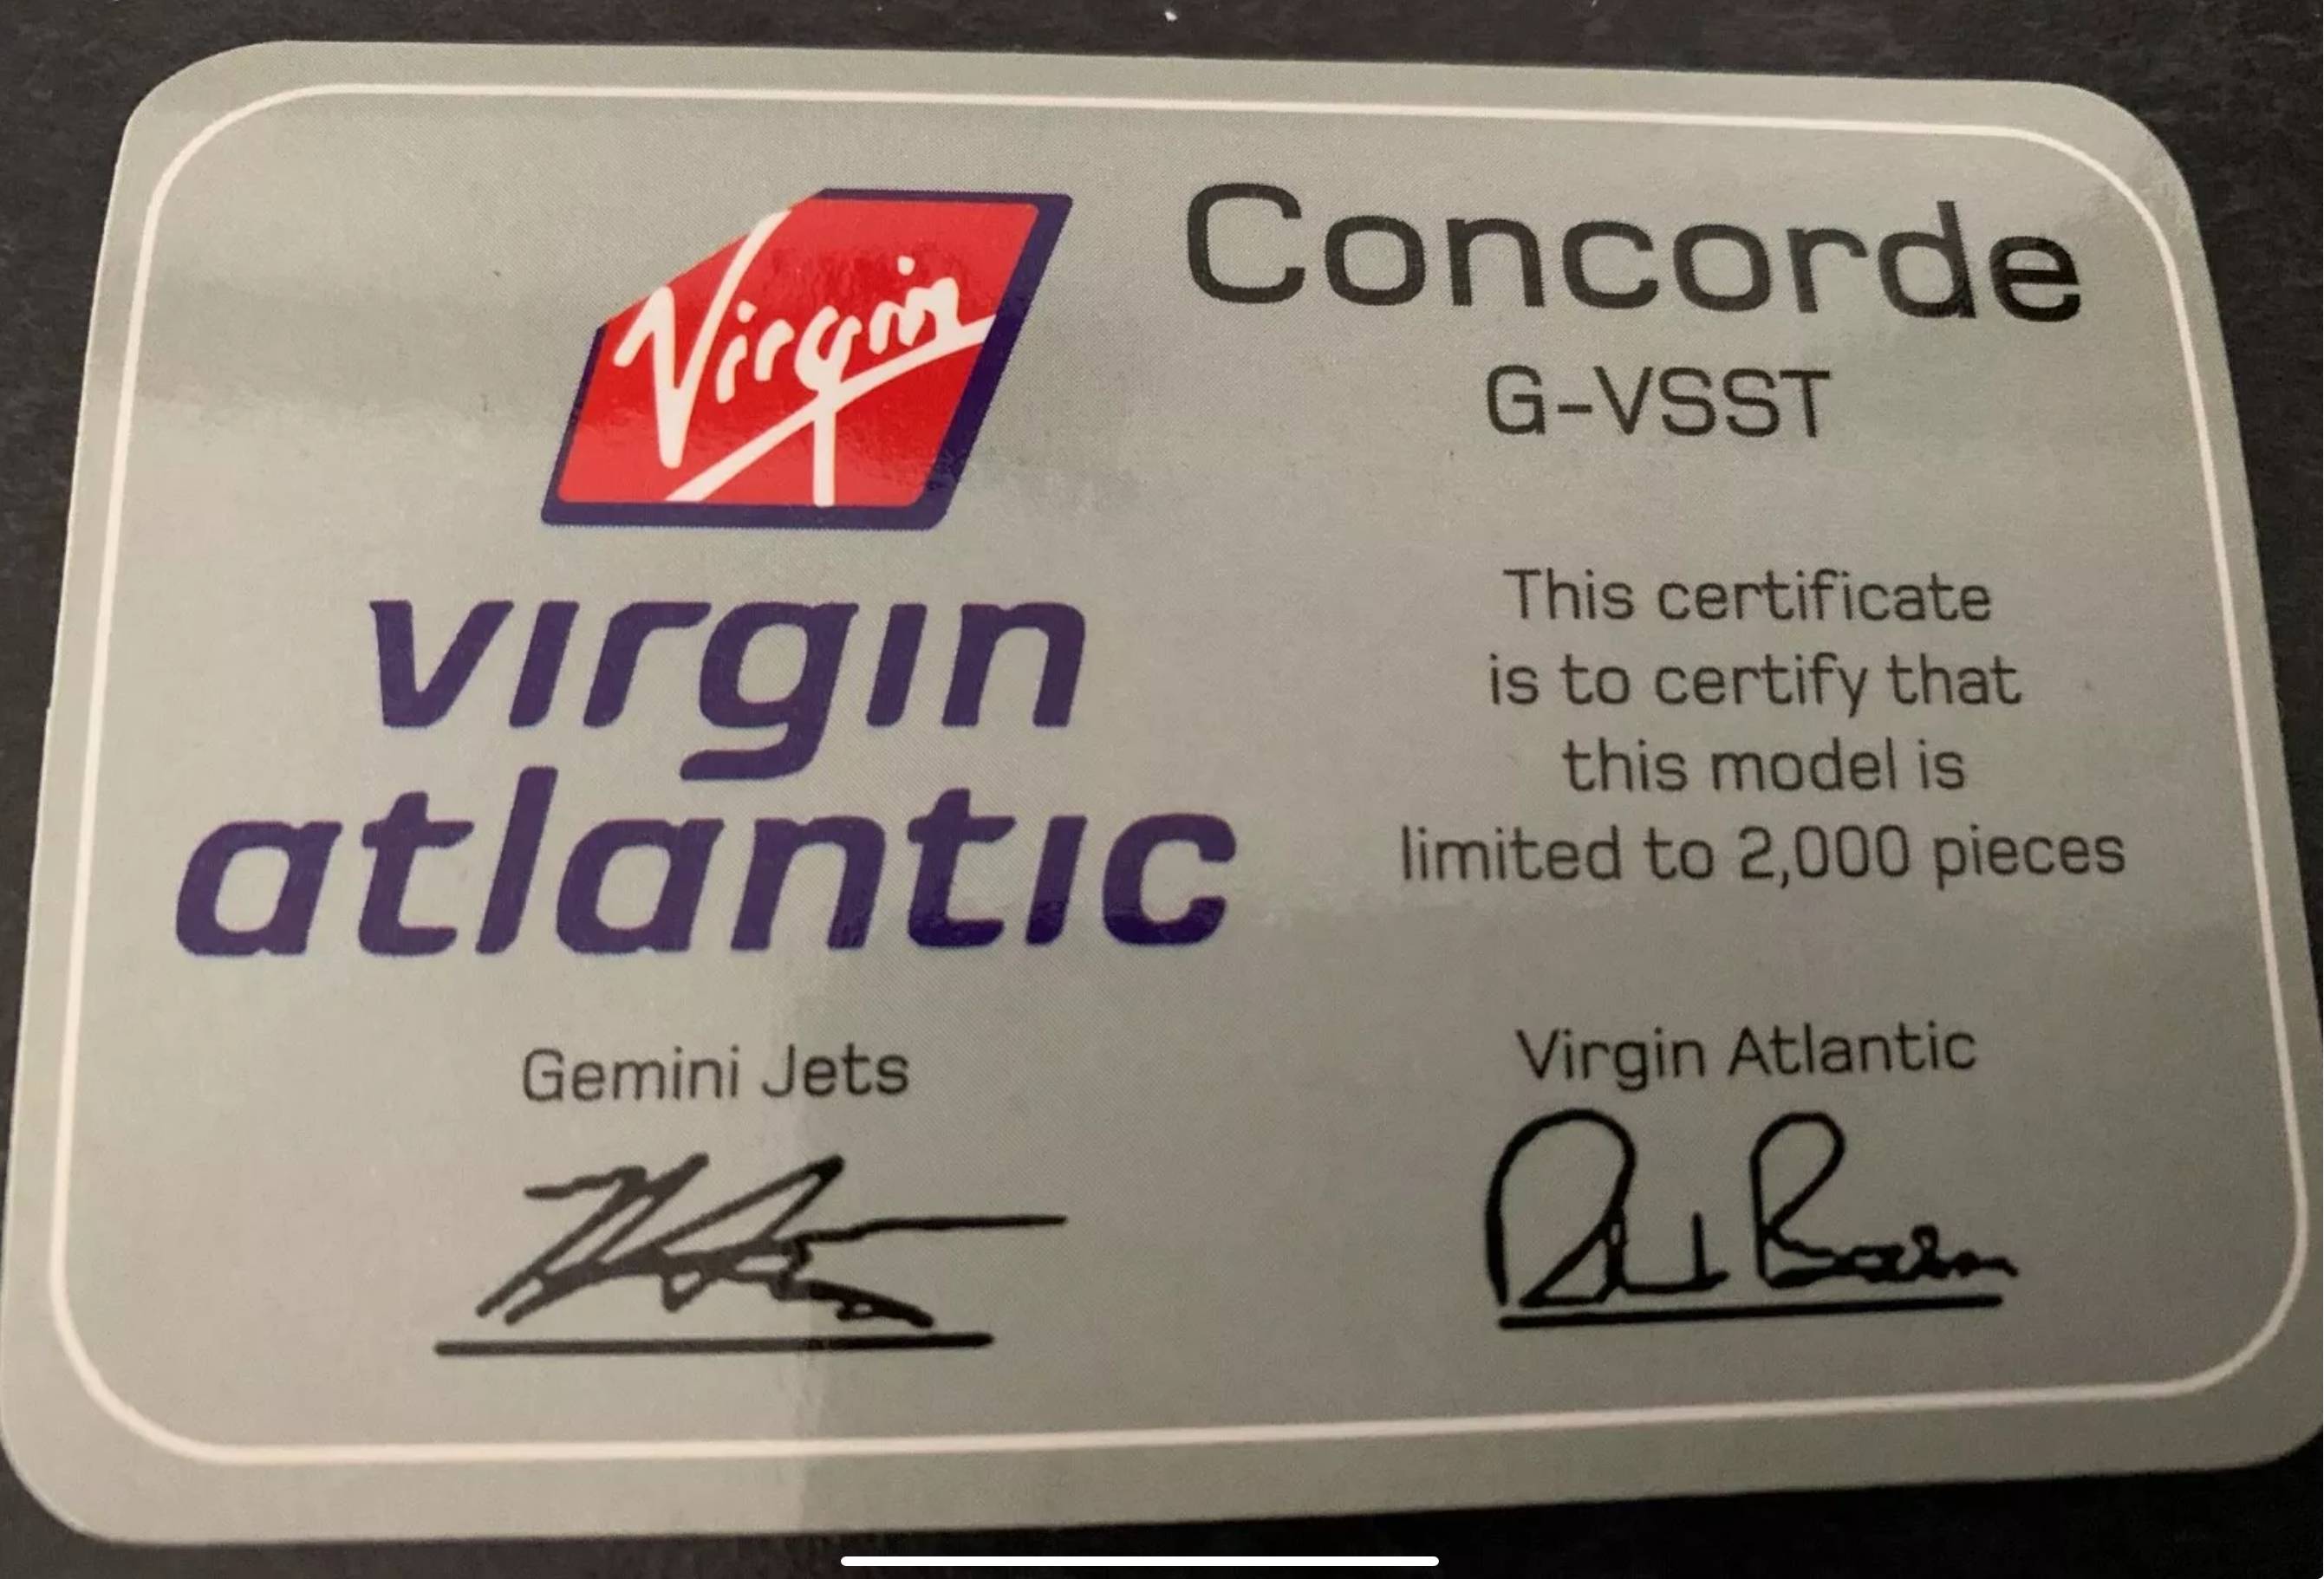 Virgin
virgin
atlantic
Concorde
G-VSST
This certificate
is to certify that
this model is
limited to 2,000 pieces
Gemini Jets
Virgin Atlantic